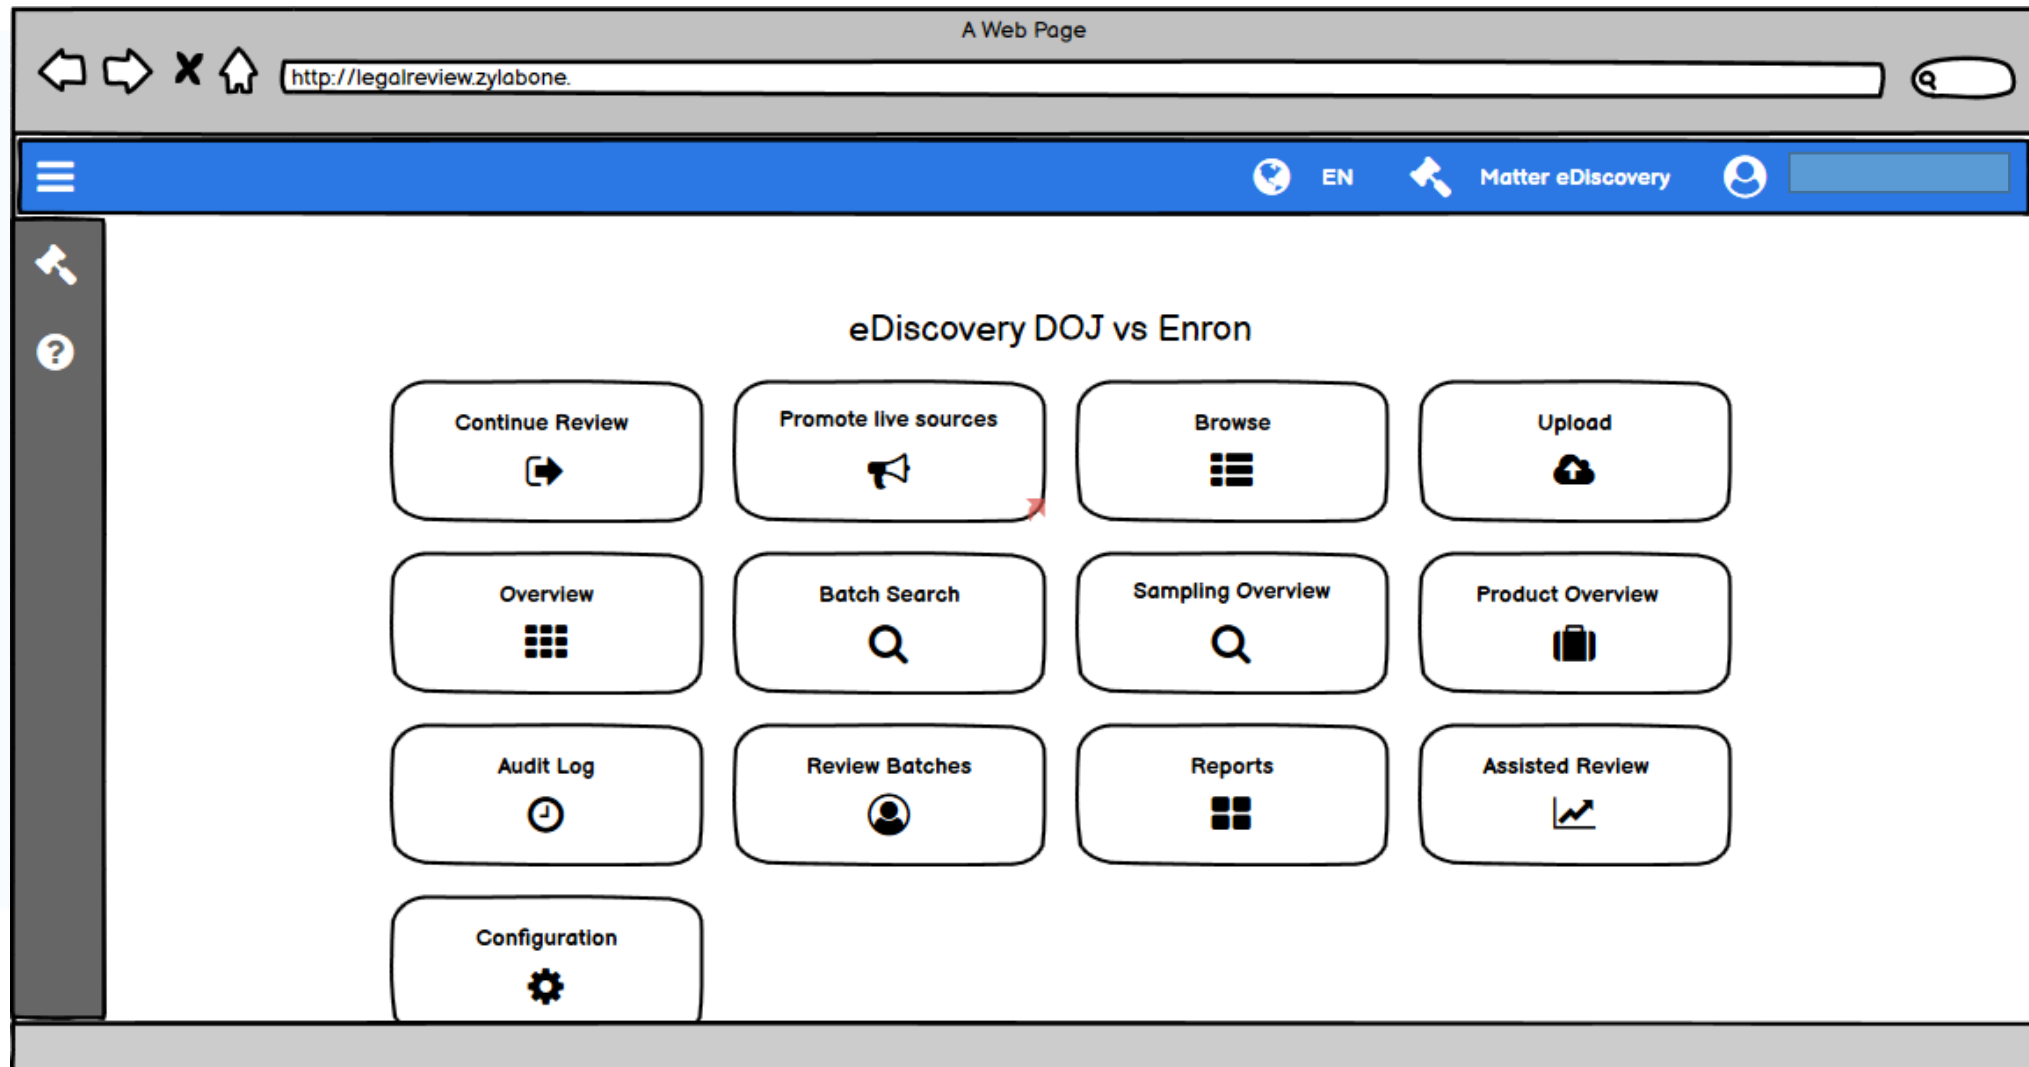 A Web Page
http://legalreview.zylabone.
EN
Matter eDiscovery
eDiscovery DOJ vs Enron
Continue Review
Promote live sources
Browse
Upload
Overview
Batch Search
Sampling Overview
Product Overview
Audit Log
Review Batches
Reports
Assisted Review
Configuration